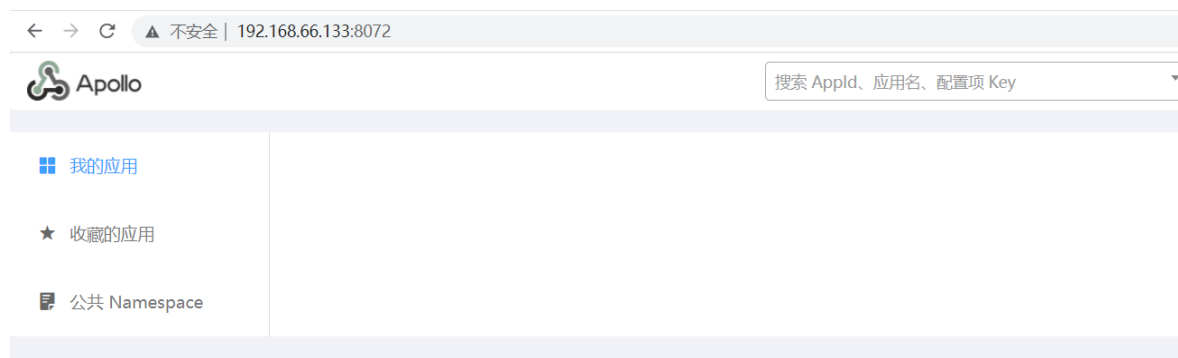 不安全 | 192.168.66.133:8072
Apollo
搜索 AppId、应用名、配置项 Key
我的应用
收藏的应用
公共 Namespace